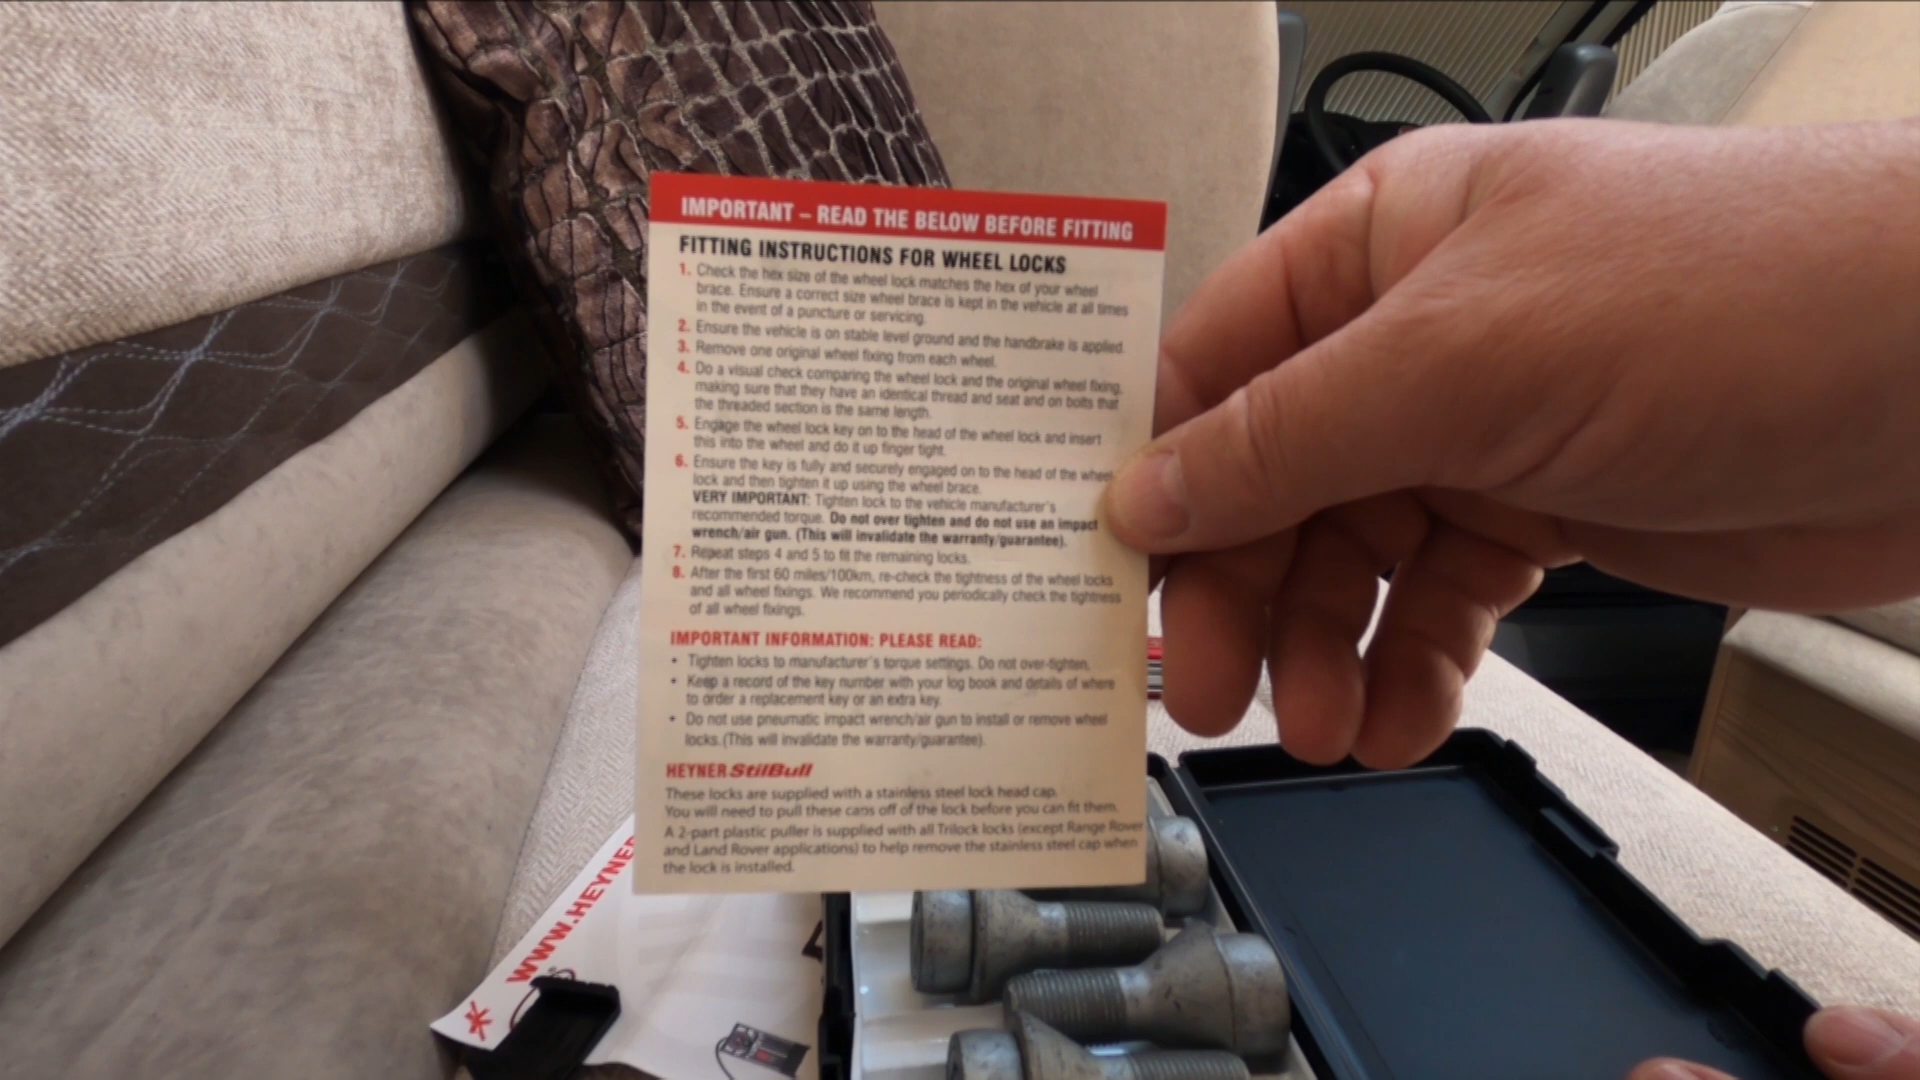 IMPORTANT – READ THE BELOW BEFORE FITTING
FITTING INSTRUCTIONS FOR WHEEL LOCKS
1. Check the hex size of the wheel lock matches the hex of your wheel
brace. Ensure a correct size wheel brace is kept in the vehicle at all times
in the event of a puncture or servicing.
2. Ensure the vehicle is on stable level ground and the handbrake is applied.
3. Remove one original wheel fixing from each wheel.
4. Do a visual check comparing the wheel lock and the original wheel fixing,
making sure that they have an identical thread and seat and on bolts that
the threaded section is the same length.
5. Engage the wheel lock key on to the head of the wheel lock and insert
this into the wheel and do it up finger tight.
6. Ensure the key is fully and securely engaged on to the head of the wheel
lock and then tighten it up using the wheel brace.
VERY IMPORTANT: Tighten lock to the vehicle manufacturer's
recommended torque. Do not over tighten and do not use an impact
wrench/air gun. (This will invalidate the warranty/guarantee).
7. Repeat steps 4 and 5 to fit the remaining locks.
8. After the first 60 miles/100km, re-check the tightness of the wheel locks
and all wheel fixings. We recommend you periodically check the tightness
of all wheel fixings.
IMPORTANT INFORMATION: PLEASE READ:
• Tighten locks to manufacturer's torque settings. Do not over-tighten.
• Keep a record of the key number with your log book and details of where
to order a replacement key or an extra key.
• Do not use pneumatic impact wrench/air gun to install or remove wheel
locks.(This will invalidate the warranty/guarantee).
HEYNER StilBull
These locks are supplied with a stainless steel lock head cap.
You will need to pull these caps off of the lock before you can fit them.
A 2-part plastic puller is supplied with all Trilock locks (except Range Rover
and Land Rover applications) to help remove the stainless steel cap when
the lock is installed.
WWW.HEYNER